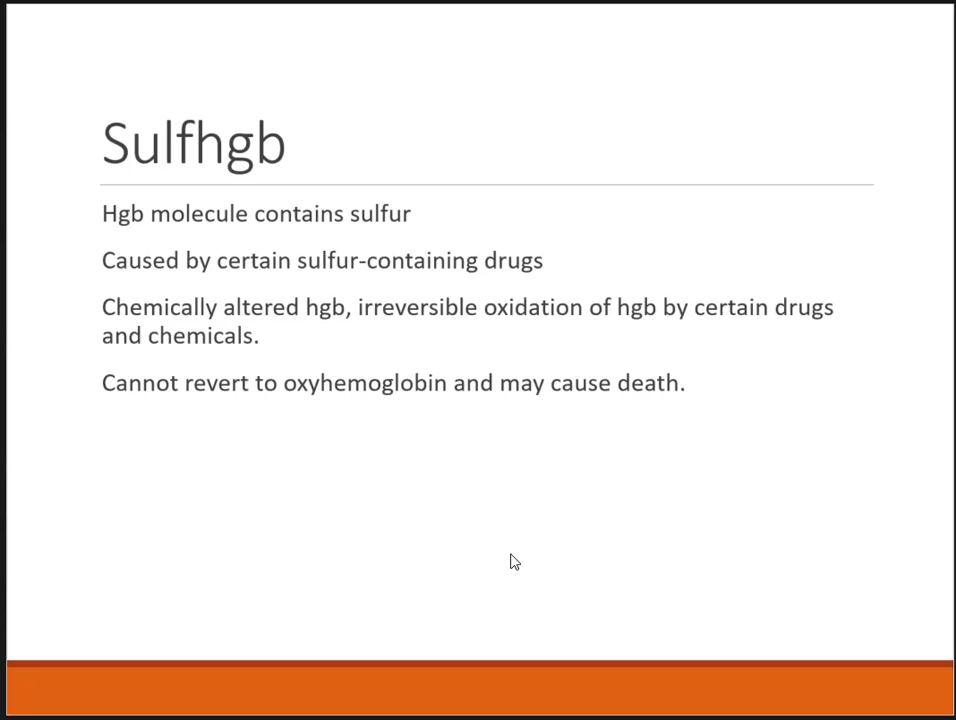 Sulfhgb
Hgb molecule contains sulfur
Caused by certain sulfur-containing drugs
Chemically altered hgb, irreversible oxidation of hgb by certain drugs
and chemicals.
Cannot revert to oxyhemoglobin and may cause death.